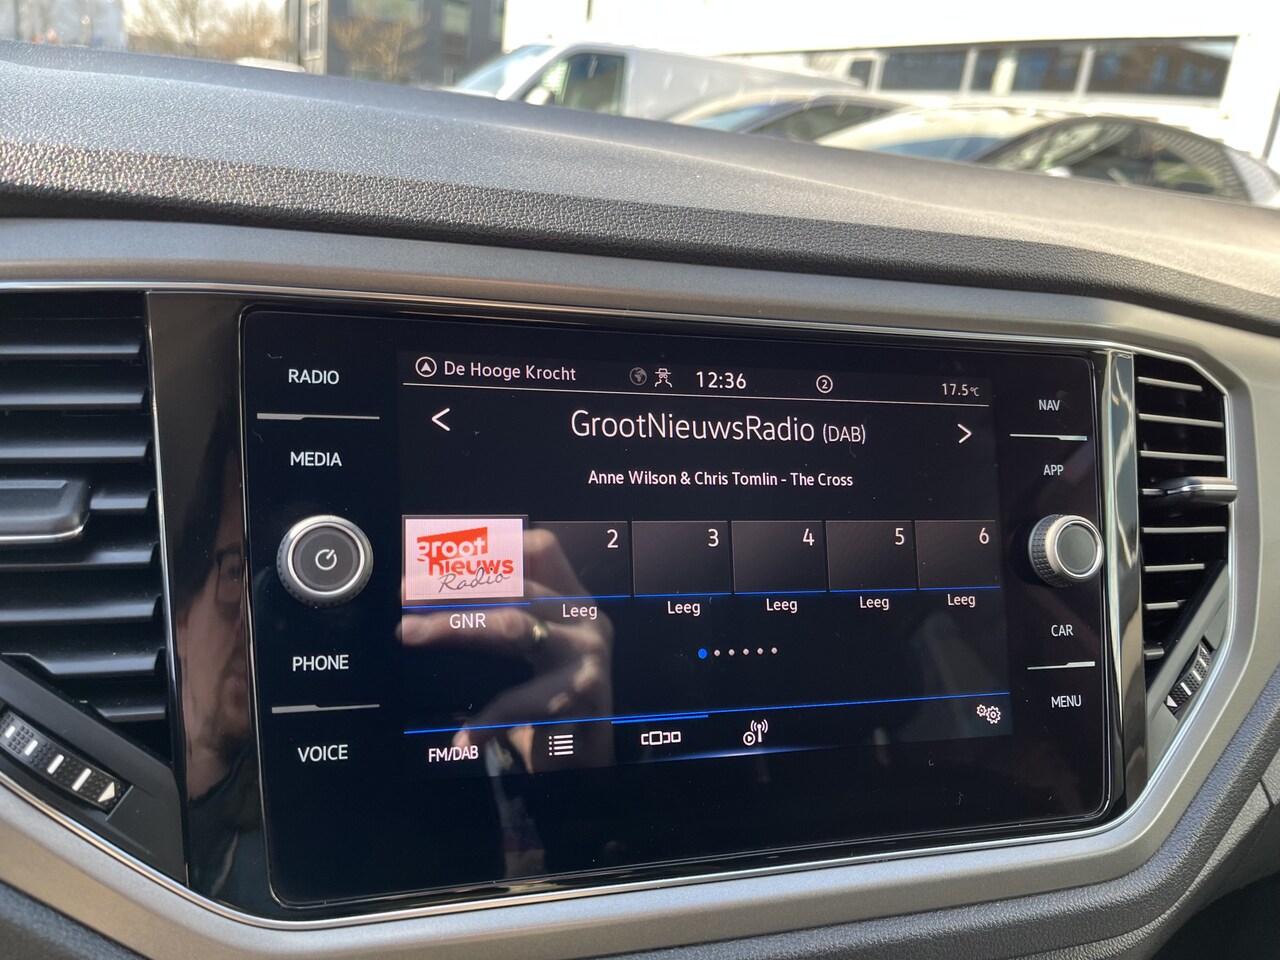 RADIO
MEDIA
PHONE
VOICE
De Hooge Krocht
12:36
2
17.5°C
<
GrootNieuwsRadio (DAB)
>
Anne Wilson & Chris Tomlin - The Cross
groot
nieuws
Radio
2
3
4
5
6
GNR
Leeg
Leeg
Leeg
Leeg
Leeg
FM/DAB
NAV
APP
CAR
MENU